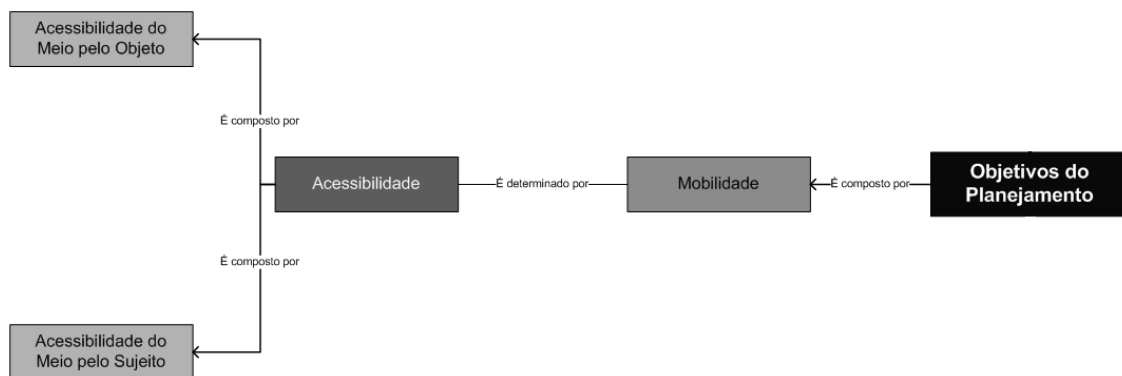 Acessibilidade do
Meio pelo Objeto
É composto por
Acessibilidade
É determinado por
Mobilidade
É composto por
Objetivos do
Planejamento
É composto por
Acessibilidade do
Meio pelo Sujeito